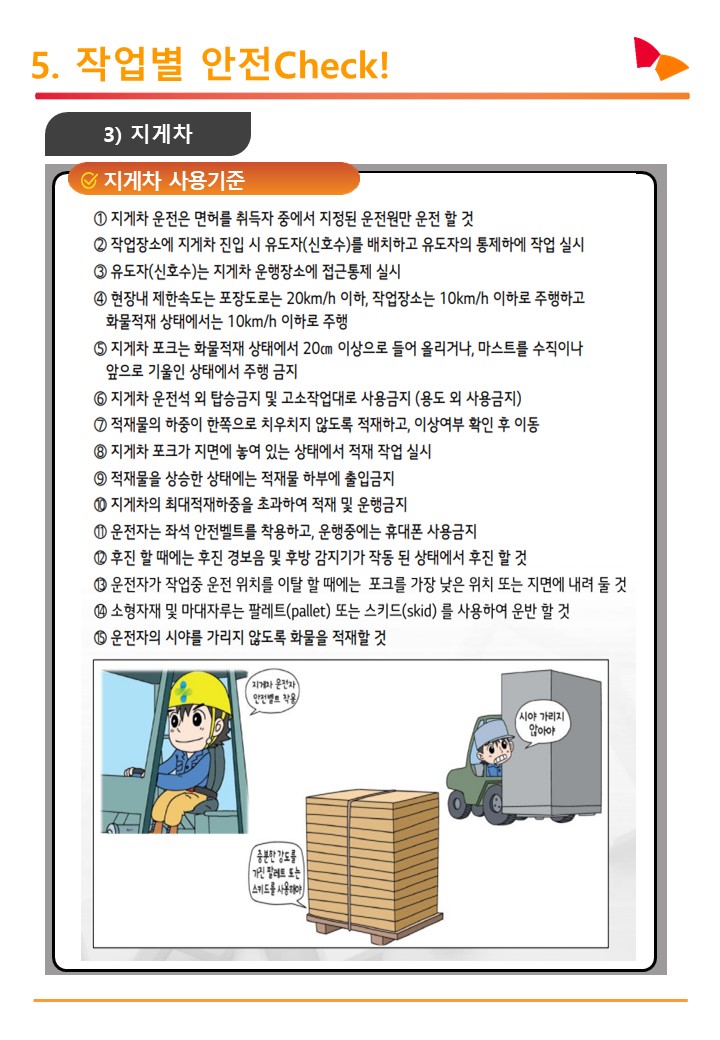 5. 작업별 안전Check!
3) 지게차
지게차 사용기준
① 지게차 운전은 면허를 취득자 중에서 지정된 운전원만 운전 할 것
② 작업장소에 지게차 진입 시 유도자(신호수)를 배치하고 유도자의 통제하에 작업 실시
③ 유도자(신호수)는 지게차 운행장소에 접근통제 실시
④ 현장내 제한속도는 포장도로는 20km/h 이하, 작업장소는 10km/h 이하로 주행하고
화물적재 상태에서는 10km/h 이하로 주행
⑤ 지게차 포크는 화물적재 상태에서 20㎝ 이상으로 들어 올리거나, 마스트를 수직이나
앞으로 기울인 상태에서 주행 금지
⑥ 지게차 운전석 외 탑승금지 및 고소작업대로 사용금지 (용도 외 사용금지)
⑦ 적재물의 하중이 한쪽으로 치우치지 않도록 적재하고, 이상여부 확인 후 이동
⑧ 지게차 포크가 지면에 놓여 있는 상태에서 적재 작업 실시
⑨ 적재물을 상승한 상태에는 적재물 하부에 출입금지
⑩ 지게차의 최대적재하중을 초과하여 적재 및 운행금지
⑪ 운전자는 좌석 안전벨트를 착용하고, 운행중에는 휴대폰 사용금지
⑫ 후진 할 때에는 후진 경보음 및 후방 감지기가 작동 된 상태에서 후진 할 것
⑬ 운전자가 작업중 운전 위치를 이탈 할 때에는 포크를 가장 낮은 위치 또는 지면에 내려 둘 것
⑭ 소형자재 및 마대자루는 팔레트(pallet) 또는 스키드(skid) 를 사용하여 운반 할 것
⑮ 운전자의 시야를 가리지 않도록 화물을 적재할 것
지게차 운전자
안전벨트 착용
시야 가리지
않아야
충분한 강도를
가진 팔레트 또는
스키드를 사용해야